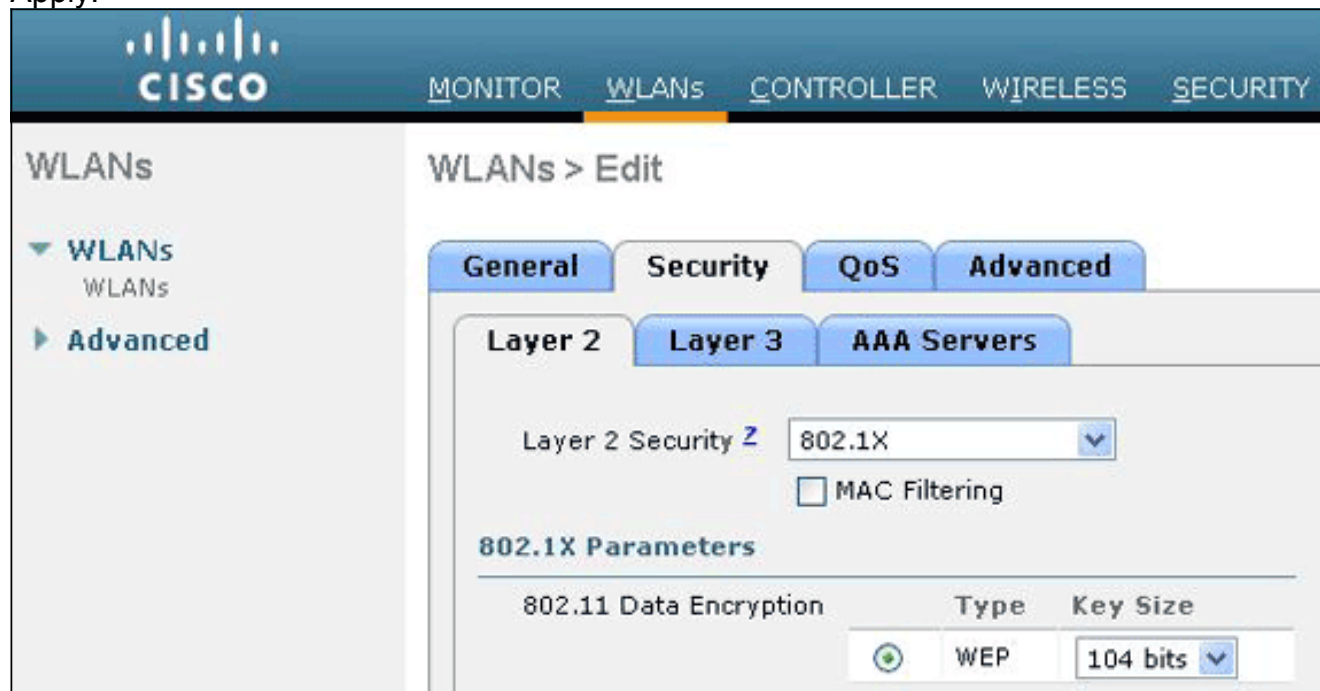 Apply.
CISCO
MONITOR WLANs CONTROLLER WIRELESS SECURITY
WLANs
WLANs
WLANs
Advanced
WLANs > Edit
General Security QoS Advanced
Layer 2 Layer 3 AAA Servers
Layer 2 Security 802.1X
MAC Filtering
802.1X Parameters
802.11 Data Encryption Type Key Size
WEP 104 bits